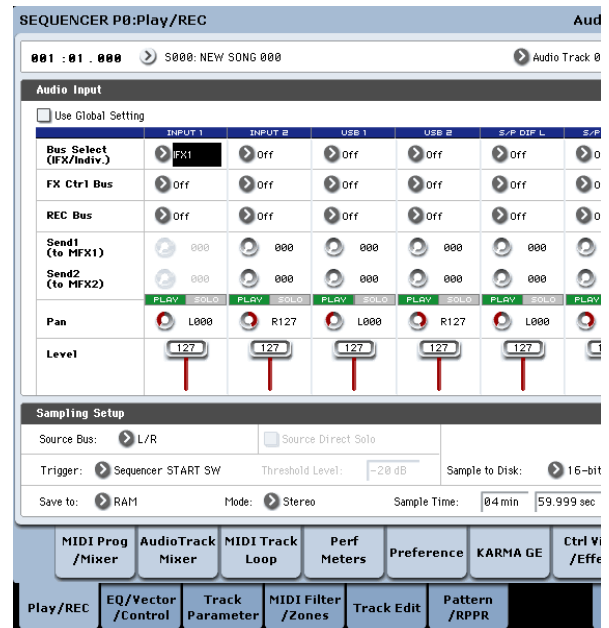 SEQUENCER P0:Play/REC Aud
001 :01 . 000 S000: NEW SONG 000 Audio Track 0
Audio Input
Use Global Setting
INPUT 1 INPUT 2 USB 1 USB 2 S/P DIF L S/P
Bus Select
(IFX/Indiv.) IFX1 Off Off Off Off O
FX Ctrl Bus Off Off Off Off Off O
REC Bus Off Off Off Off Off O
Send1
(to MFX1) 000 000 000 000 000
Send2
(to MFX2) 000 000 000 000 000
PLAY SOLO PLAY SOLO PLAY SOLO PLAY SOLO PLAY SOLO PLAY
Pan L000 R127 L000 R127 L000
Level 127 127 127 127 127 1
Sampling Setup
Source Bus: L/R Source Direct Solo
Trigger: Sequencer START SW Threshold Level: -20 dB Sample to Disk: 16-bit
Save to: RAM Mode: Stereo Sample Time: 04 min 59.999 sec
MIDI Prog
/Mixer AudioTrack
Mixer MIDI Track
Loop Perf
Meters Preference KARMA GE Ctrl Vi
/Effe
Play/REC EQ/Vector
/Control Track
Parameter MIDI Filter
/Zones Track Edit Pattern
/RPPR